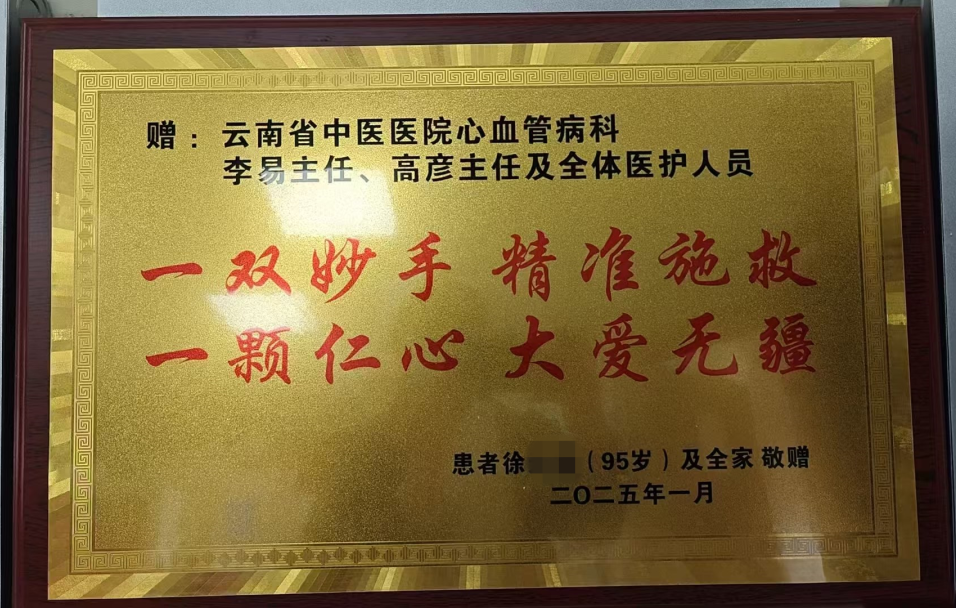 赠：云南省中医医院心血管病科
李易主任、高彦主任及全体医护人员
一双妙手 精准施救
一颗仁心 大爱无疆
患者徐（95岁）及全家 敬赠
二〇二五年一月